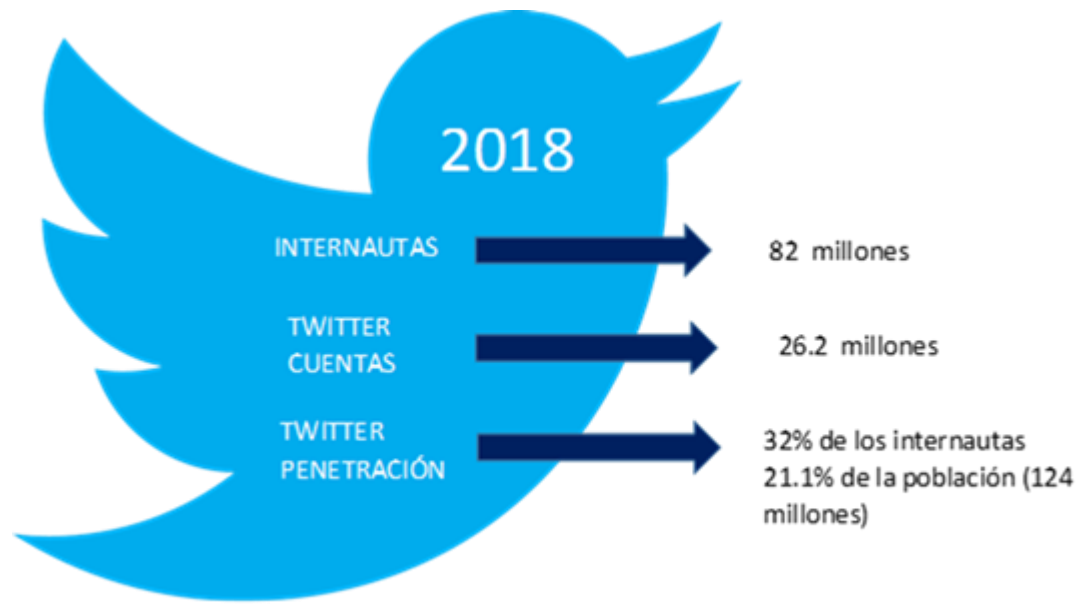 2018
INTERNAUTAS
82 millones
TWITTER
CUENTAS
26.2 millones
TWITTER
PENETRACIÓN
32% de los internautas
21.1% de la población (124
millones)